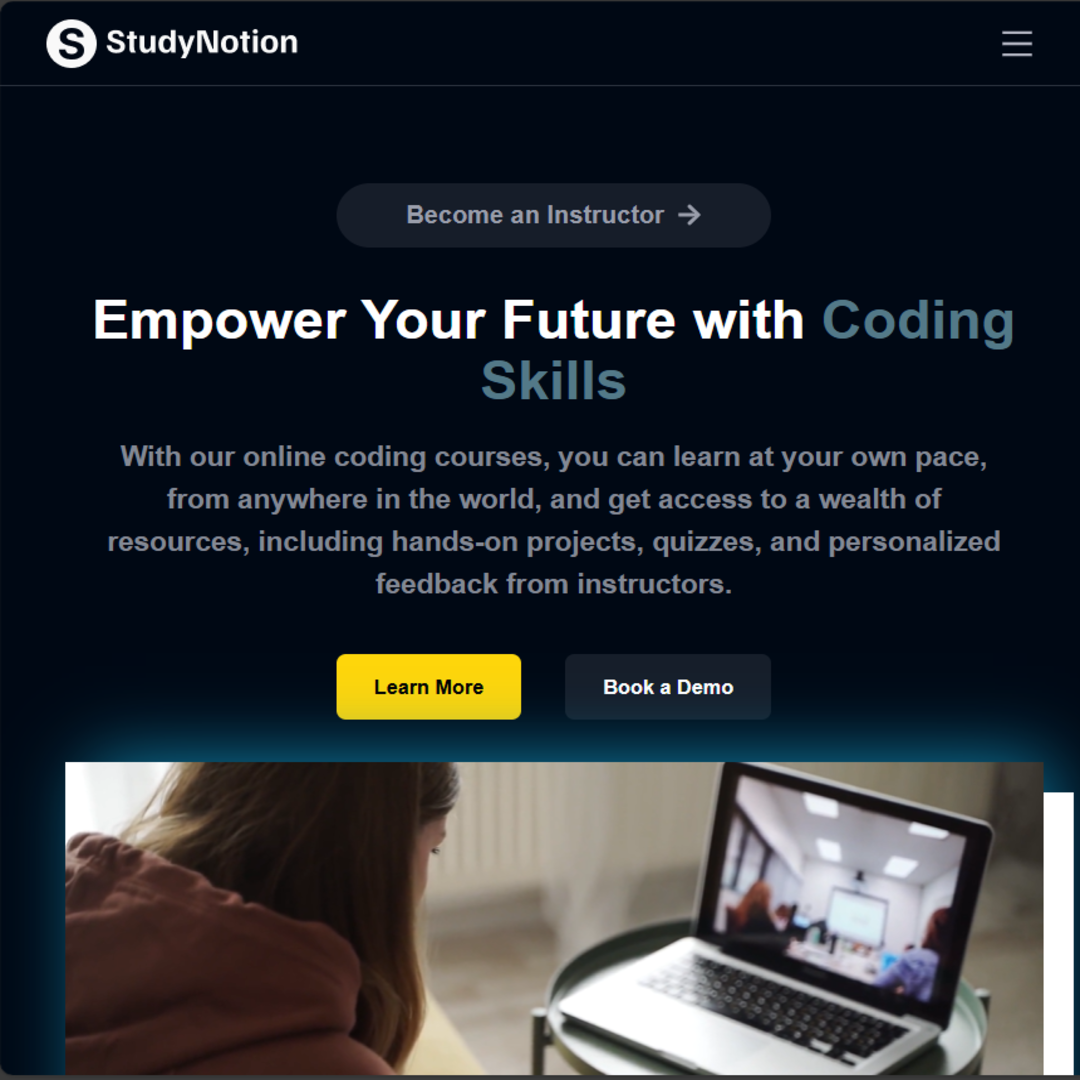 S StudyNotion
Become an Instructor →
Empower Your Future with Coding
Skills
With our online coding courses, you can learn at your own pace,
from anywhere in the world, and get access to a wealth of
resources, including hands-on projects, quizzes, and personalized
feedback from instructors.
Learn More
Book a Demo